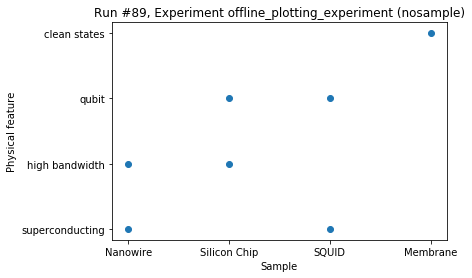 Run #89, Experiment offline_plotting_experiment (nosample)
clean states
qubit
high bandwidth
superconducting
Physical feature
Nanowire Silicon Chip SQUID Membrane
Sample